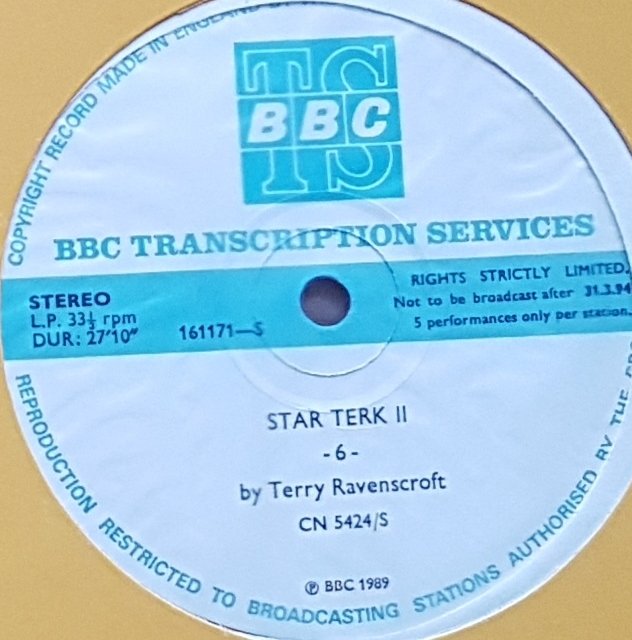 COPYRIGHT RECORD MADE IN ENGLAND
TS
BBC
BBC TRANSCRIPTION SERVICES
STEREO
L.P. 33⅓ rpm
DUR: 27'10"
161171—S
RIGHTS STRICTLY LIMITED.
Not to be broadcast after 31.3.94
5 performances only per station.
STAR TERK II
- 6 -
by Terry Ravenscroft
CN 5424/S
℗ BBC 1989
REPRODUCTION RESTRICTED TO BROADCASTING STATIONS AUTHORISED BY THE